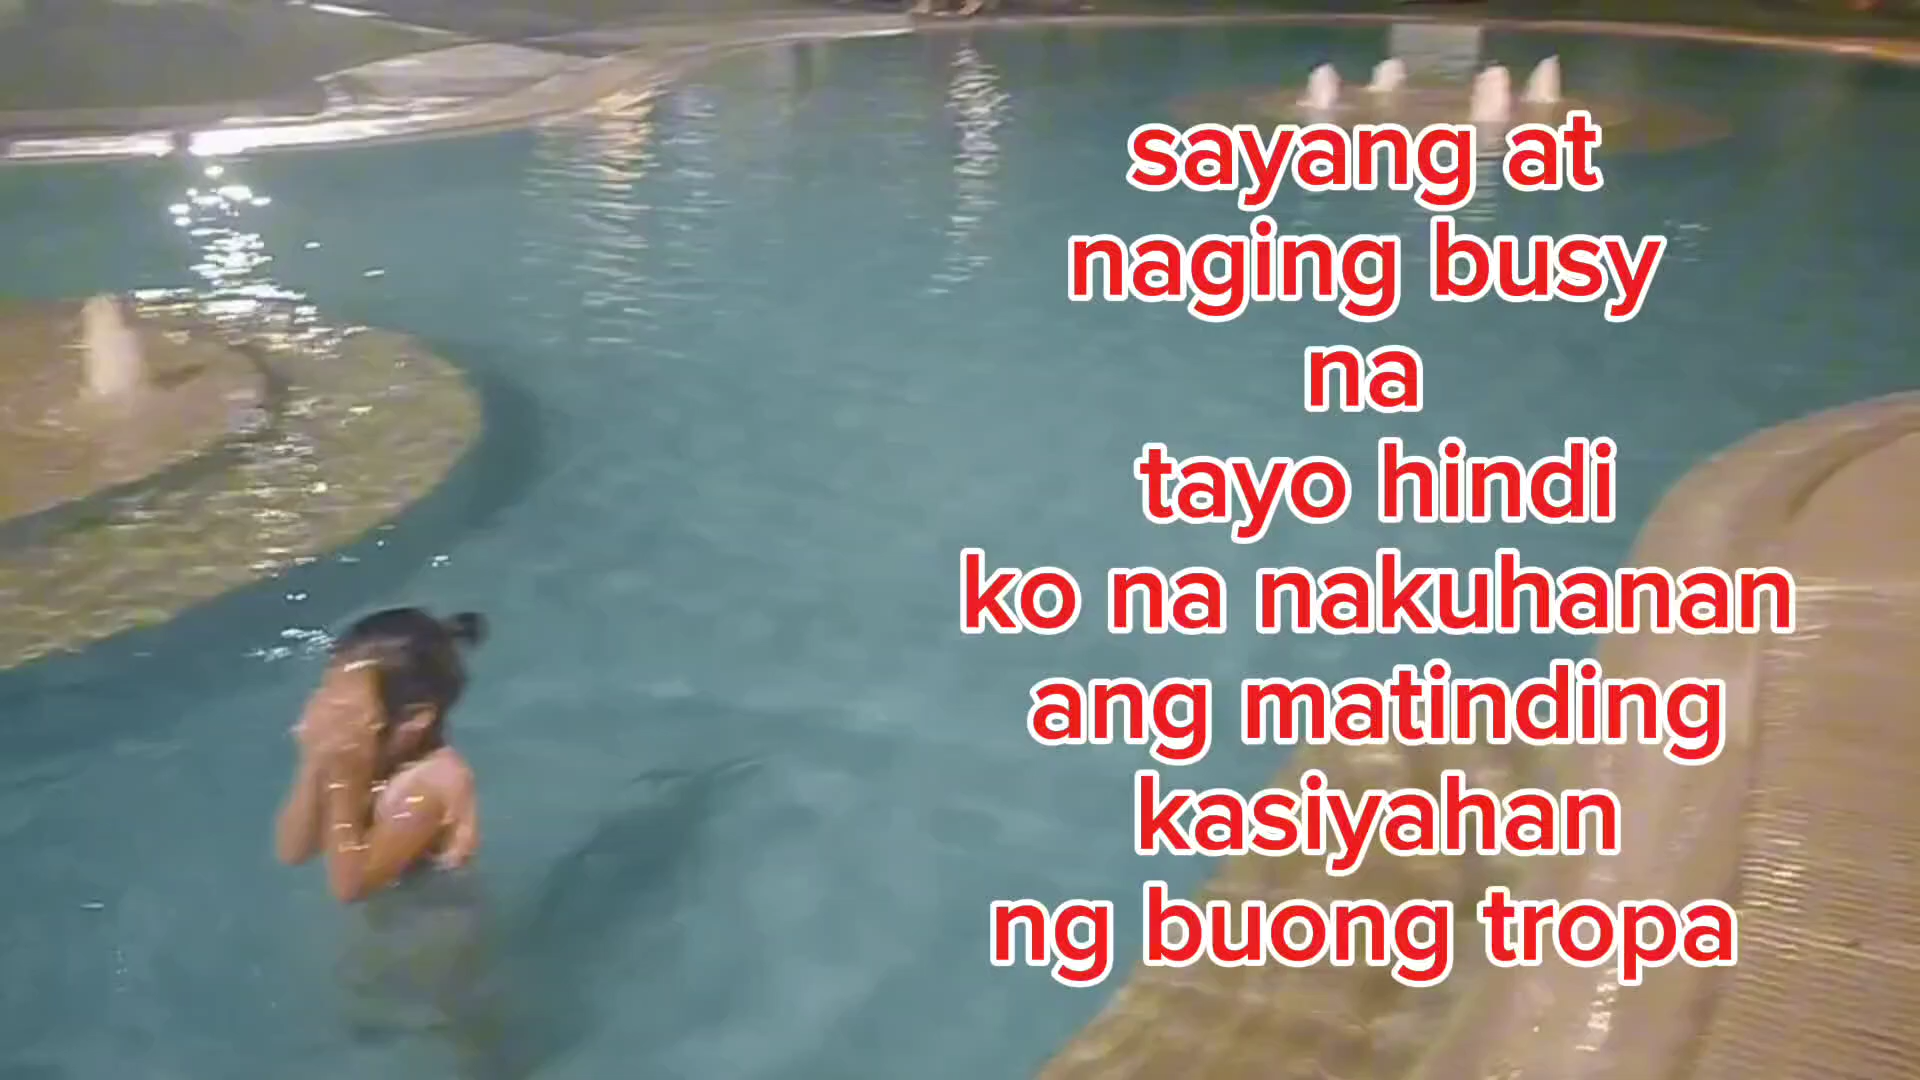 sayang at
naging busy
na
tayo hindi
ko na nakuhanan
ang matinding
kasiyahan
ng buong tropa